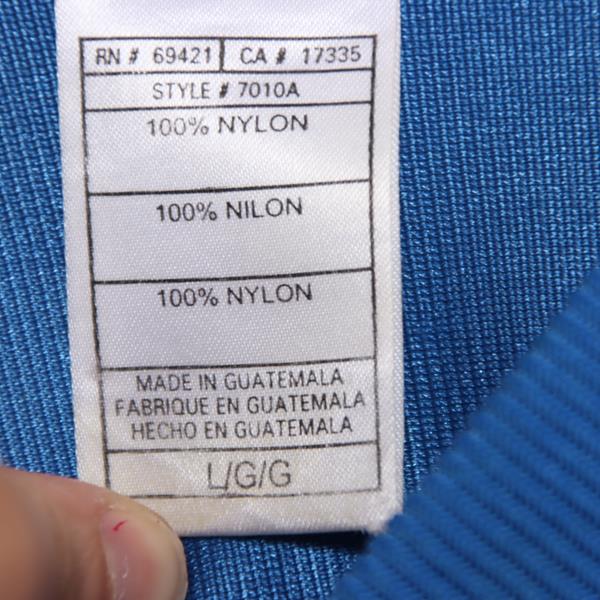 RN # 69421 CA # 17335
STYLE # 7010A
100% NYLON
100% NILON
100% NYLON
MADE IN GUATEMALA
FABRIQUE EN GUATEMALA
HECHO EN GUATEMALA
L/G/G